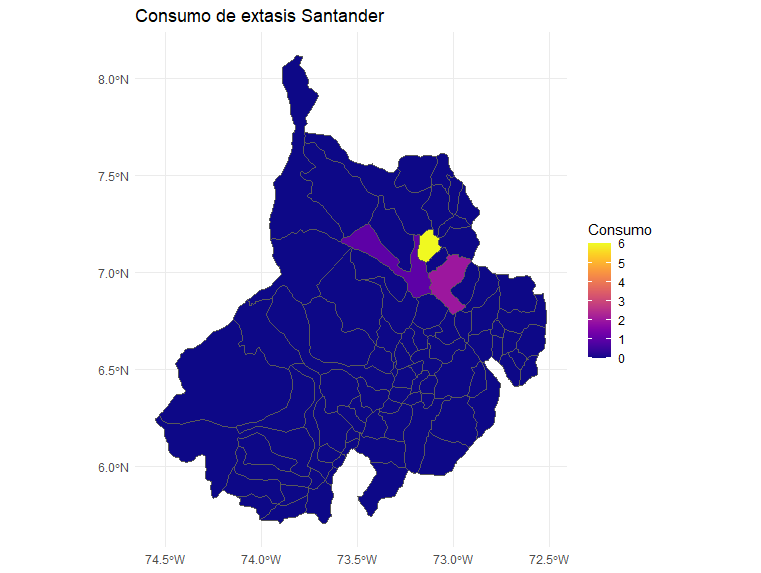 Consumo de extasis Santander
8.0°N
7.5°N
7.0°N
6.5°N
6.0°N
74.5°W
74.0°W
73.5°W
73.0°W
72.5°W
Consumo
6
5
4
3
2
1
0